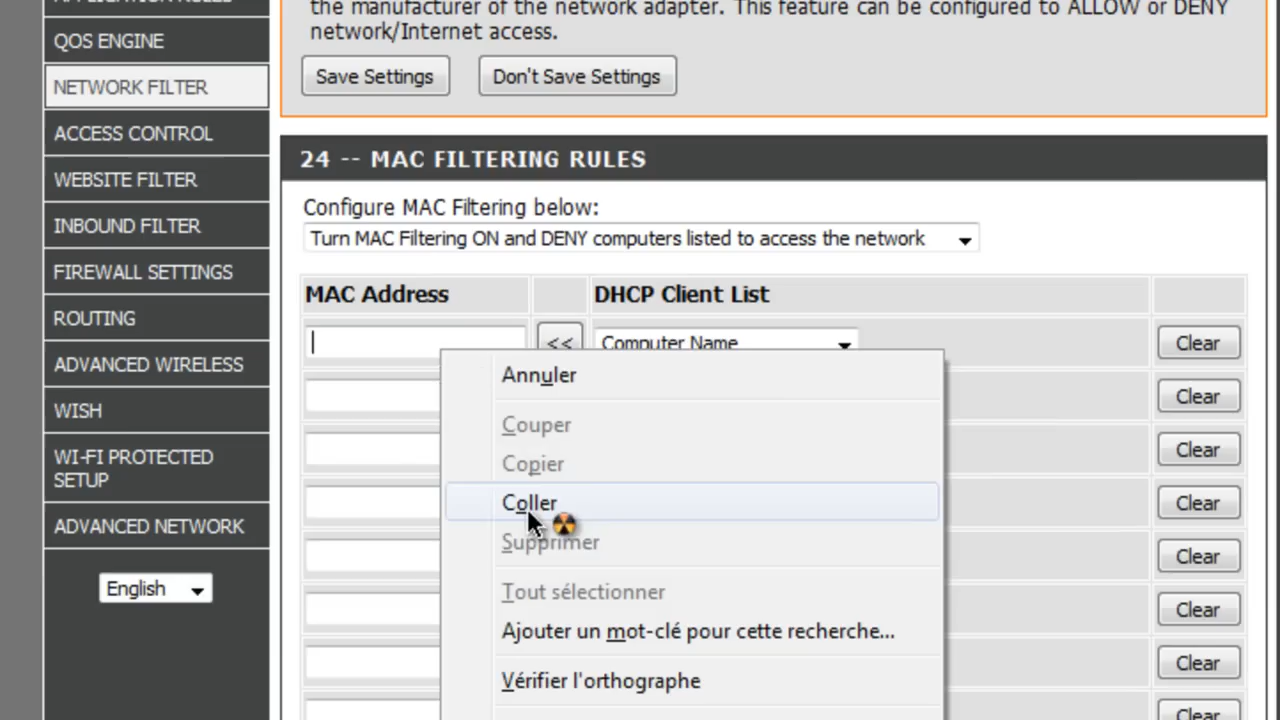 the manufacturer of the network adapter. This feature can be configured to ALLOW or DENY
network/Internet access.
Save Settings
Don't Save Settings
APPLICATION RULES
QOS ENGINE
NETWORK FILTER
ACCESS CONTROL
WEBSITE FILTER
INBOUND FILTER
FIREWALL SETTINGS
ROUTING
ADVANCED WIRELESS
WISH
WI-FI PROTECTED
SETUP
ADVANCED NETWORK
English
24 -- MAC FILTERING RULES
Configure MAC Filtering below:
Turn MAC Filtering ON and DENY computers listed to access the network
MAC Address
DHCP Client List
<<
Computer Name
Clear
Clear
Clear
Clear
Clear
Clear
Clear
Clear
Annuler
Couper
Copier
Coller
Supprimer
Tout sélectionner
Ajouter un mot-clé pour cette recherche...
Vérifier l'orthographe